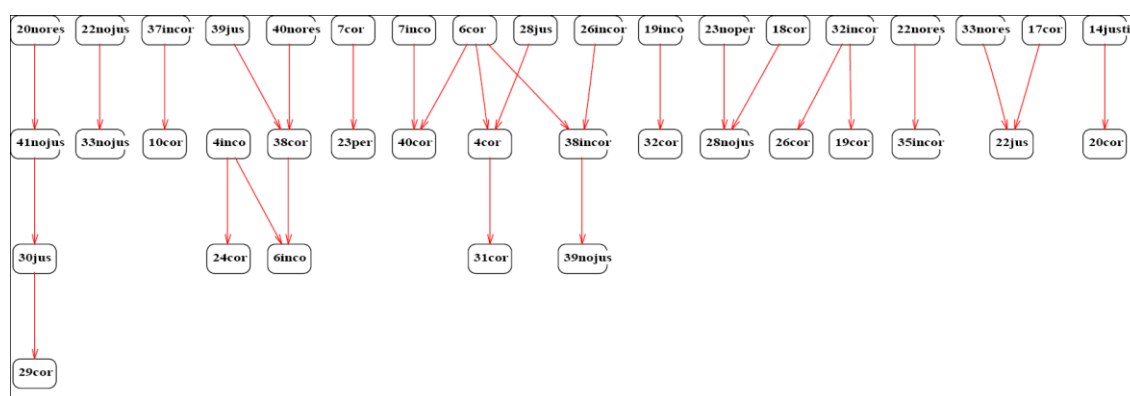 20nores 22nojus 37incor 39jus 40nores 7cor 7inco 6cor 28jus 26incor 19inco 23noper 18cor 32incor 22nores 33nores 17cor 14justi
41nojus 33nojus 10cor 4inco 38cor 23per 40cor 4cor 38incor 32cor 28nojus 26cor 19cor 35incor 22jus 20cor
30jus 24cor 6inco 31cor 39nojus
29cor